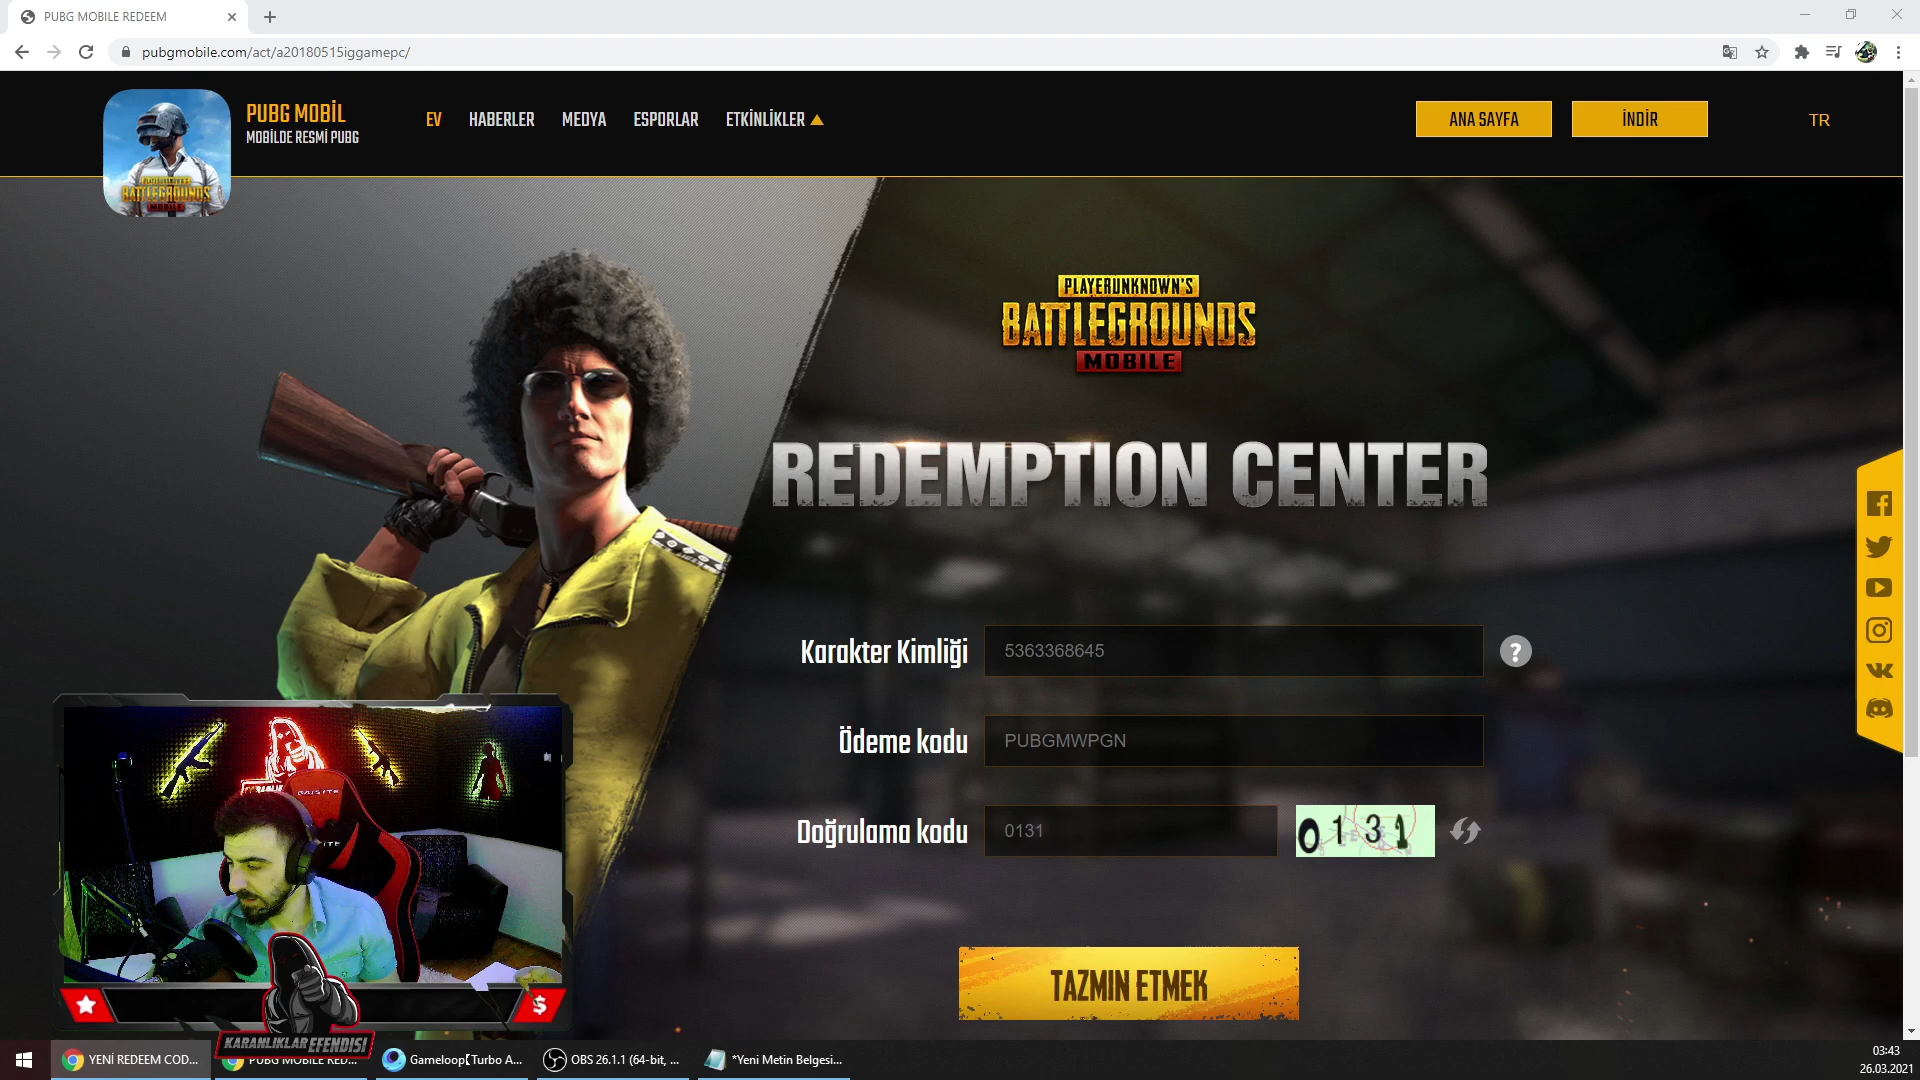 PUBG MOBILE REDEEM
pubgmobile.com/act/a20180515iggamepc/
PUBG MOBİL
MOBİLDE RESMİ PUBG
EV
HABERLER
MEDYA
ESPORLAR
ETKİNLİKLER
ANA SAYFA
İNDİR
TR
BATTLEGROUNDS
MOBILE
PLAYERUNKNOWN'S
BATTLEGROUNDS
MOBILE
REDEMPTION CENTER
Karakter Kimliği
5363368645
?
Ödeme kodu
PUBGMWPGN
Doğrulama kodu
0131
0131
TAZMIN ETMEK
$
KARANLIKLAR EFENDISI
YENİ REDEEM COD...
PUBG MOBILE RED...
Gameloop【Turbo A...
OBS 26.1.1 (64-bit, ...
*Yeni Metin Belgesi...
03:43
26.03.2021